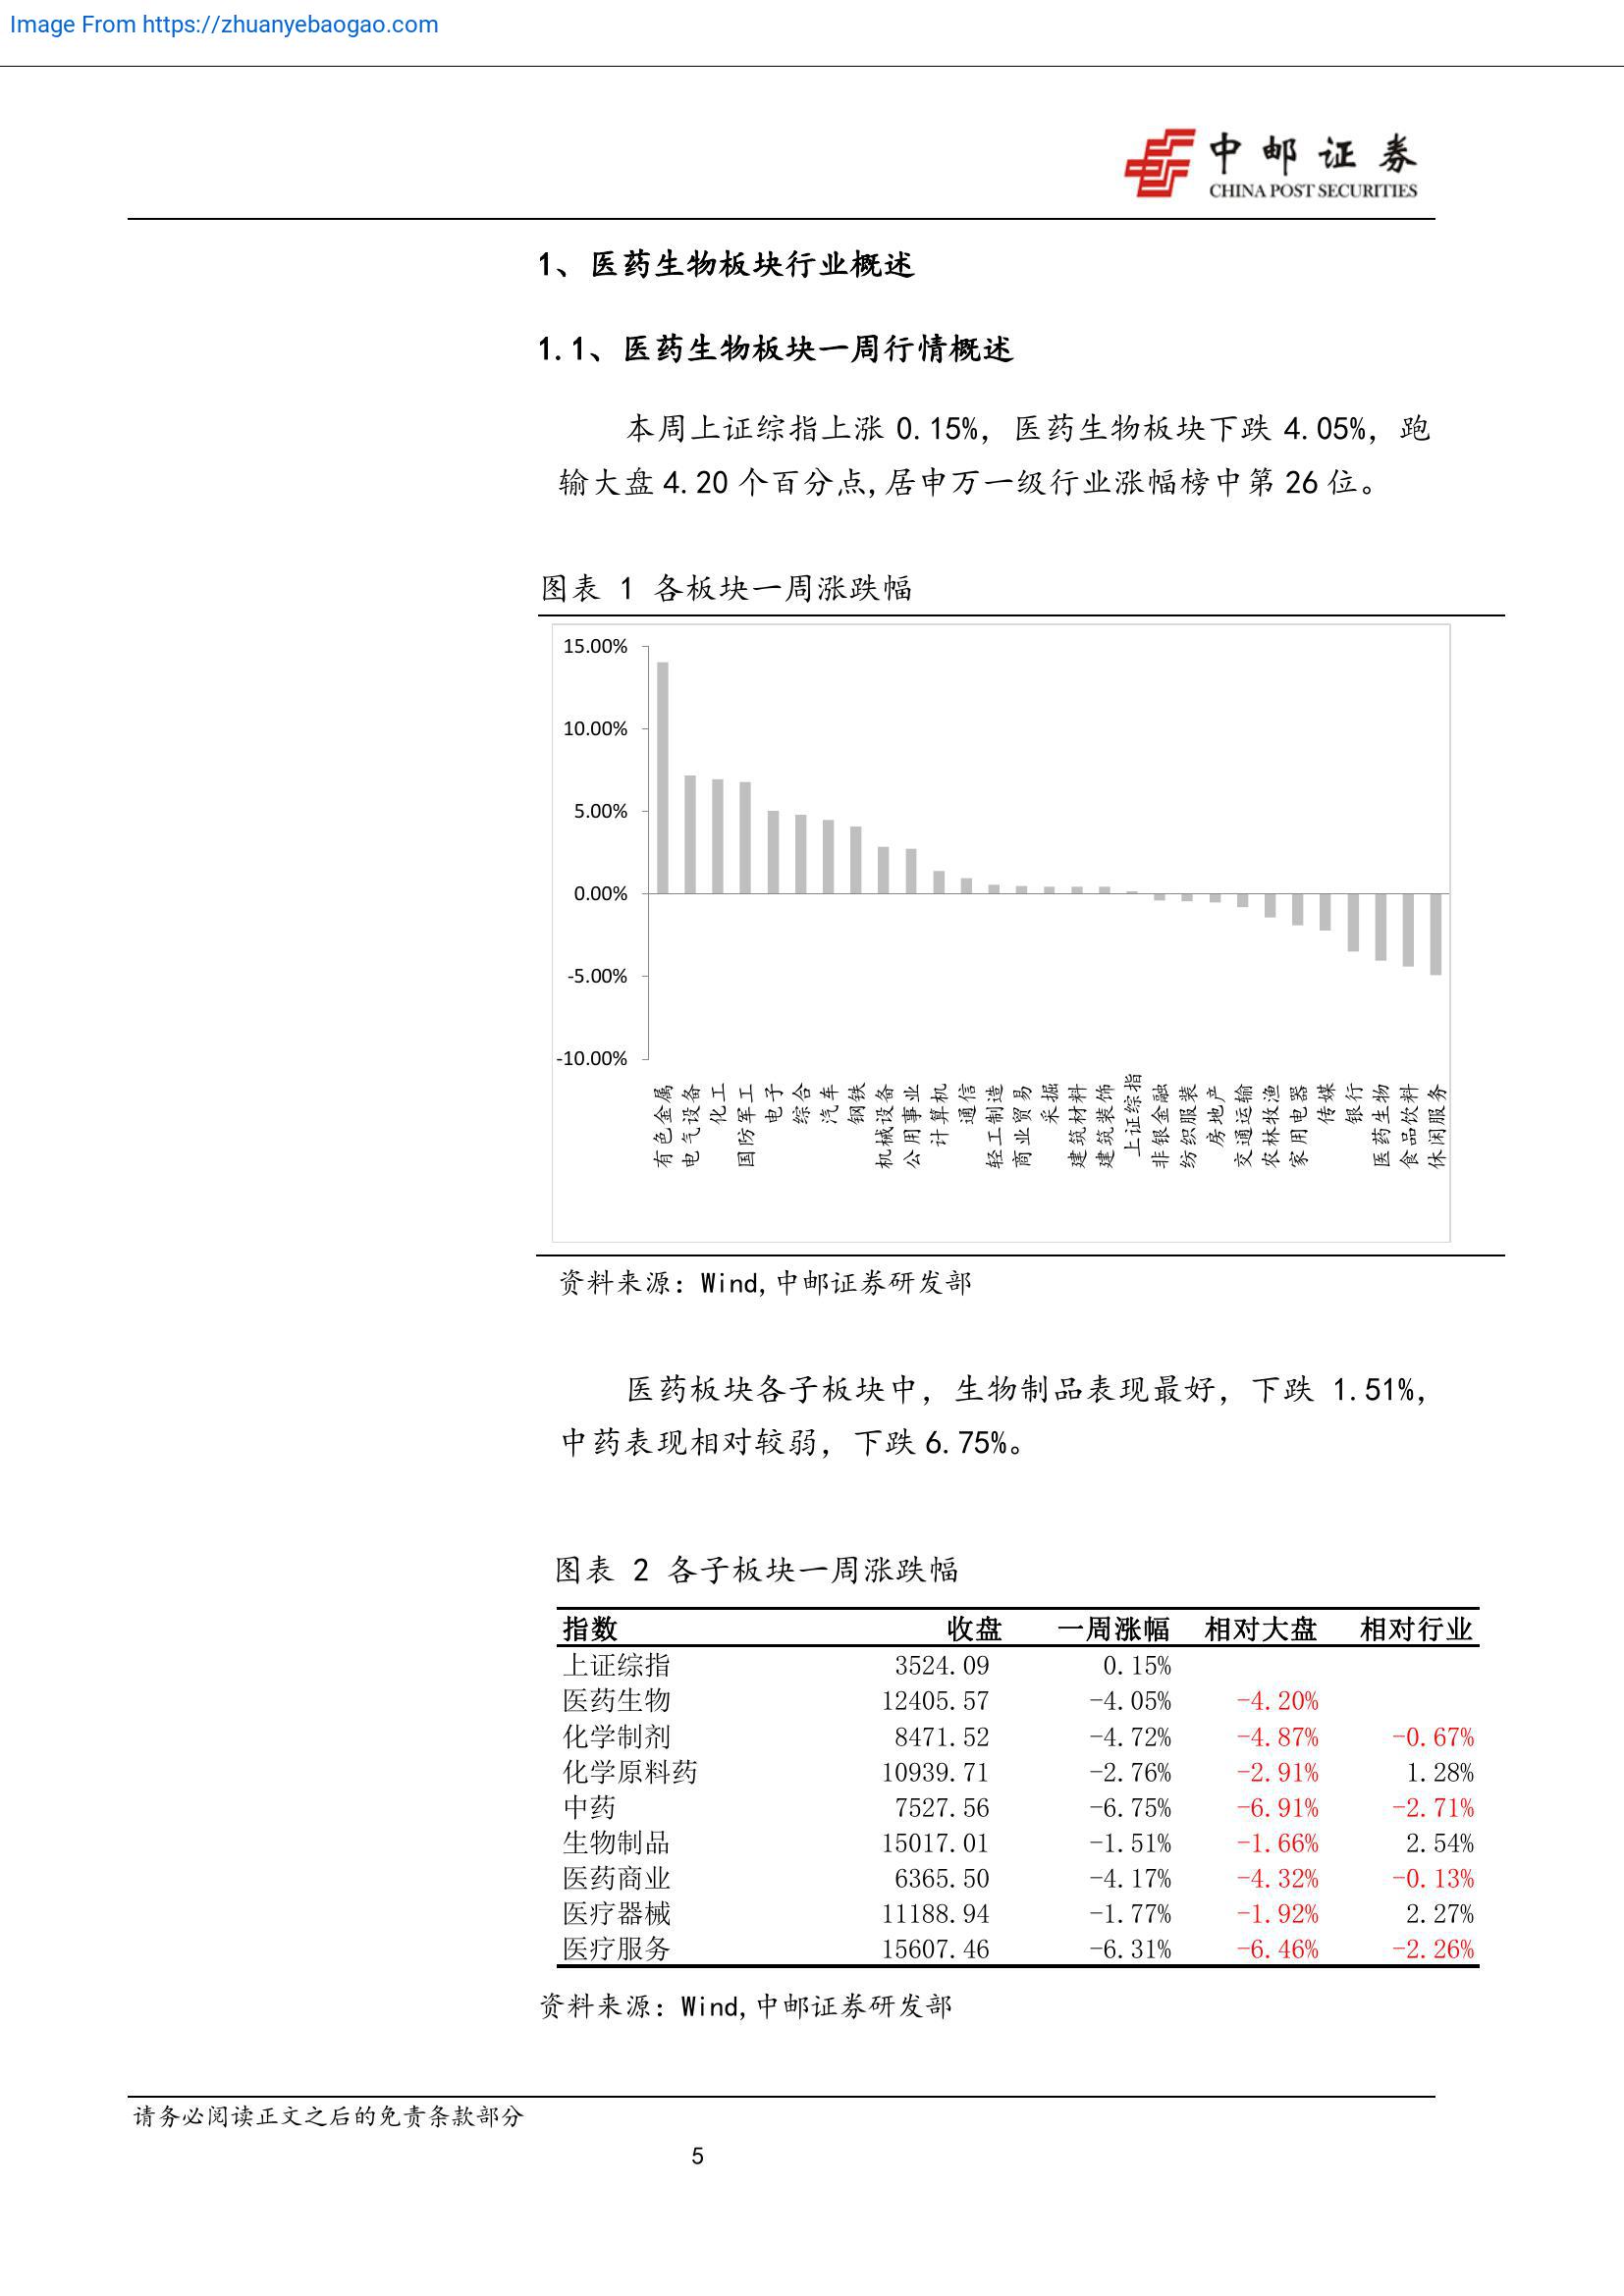 Image From https://zhuanyebaogao.com
中邮证券
CHINA POST SECURITIES
1、医药生物板块行业概述
1.1、医药生物板块一周行情概述
本周上证综指上涨 0.15%，医药生物板块下跌 4.05%，跑
输大盘 4.20 个百分点,居申万一级行业涨幅榜中第 26 位。
图表 1 各板块一周涨跌幅
15.00%
10.00%
5.00%
0.00%
-5.00%
-10.00%
有色金属
电气设备
化工
国防军工
电子
综合
汽车
钢铁
机械设备
公用事业
计算机
通信
轻工制造
商业贸易
采掘
建筑材料
建筑装饰
上证综指
非银金融
纺织服装
房地产
交通运输
农林牧渔
家用电器
传媒
银行
医药生物
食品饮料
休闲服务
资料来源：Wind,中邮证券研发部
医药板块各子板块中，生物制品表现最好，下跌 1.51%，
中药表现相对较弱，下跌 6.75%。
图表 2 各子板块一周涨跌幅
指数 收盘 一周涨幅 相对大盘 相对行业
上证综指 3524.09 0.15%
医药生物 12405.57 -4.05% -4.20%
化学制剂 8471.52 -4.72% -4.87% -0.67%
化学原料药 10939.71 -2.76% -2.91% 1.28%
中药 7527.56 -6.75% -6.91% -2.71%
生物制品 15017.01 -1.51% -1.66% 2.54%
医药商业 6365.50 -4.17% -4.32% -0.13%
医疗器械 11188.94 -1.77% -1.92% 2.27%
医疗服务 15607.46 -6.31% -6.46% -2.26%
资料来源：Wind,中邮证券研发部
请务必阅读正文之后的免责条款部分
5